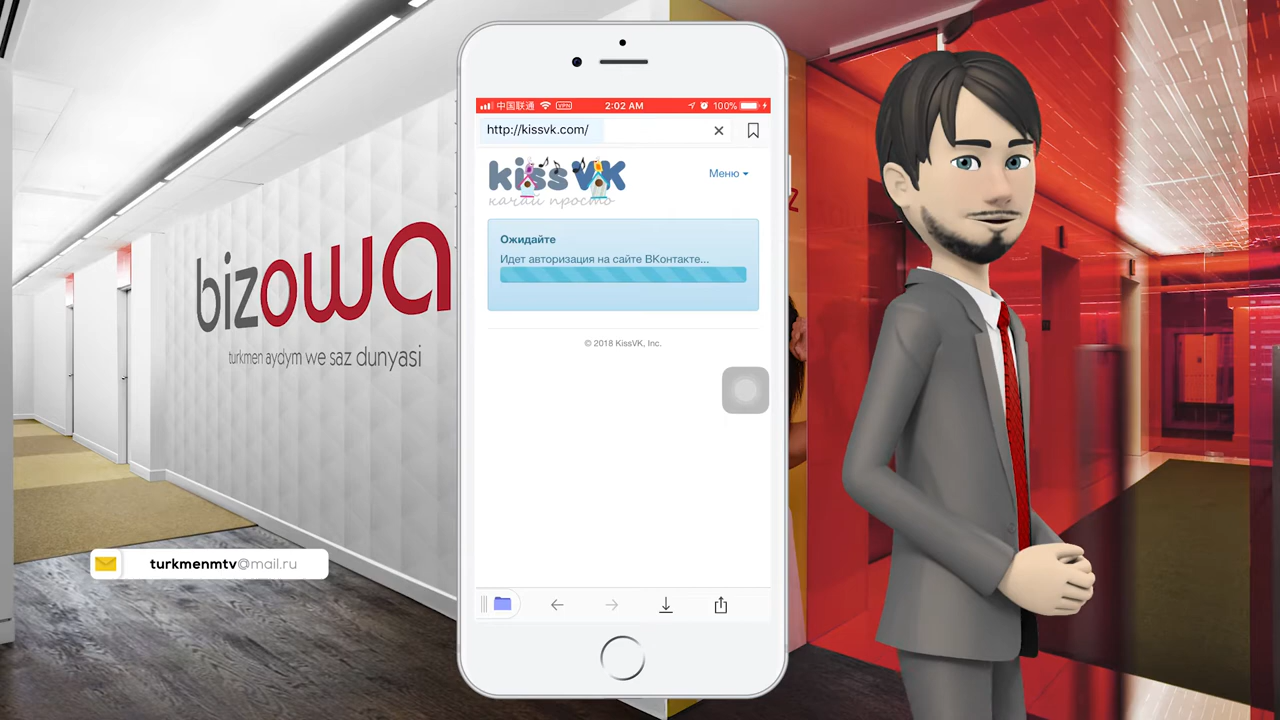 bizowa
turkmen aydym we saz dunyasi
turkmenmtv@mail.ru
中国联通
VPN
2:02 AM
100%
http://kissvk.com/
kissVK
качай просто
Меню
Ожидайте
Идет авторизация на сайте ВКонтакте...
© 2018 KissVK, Inc.